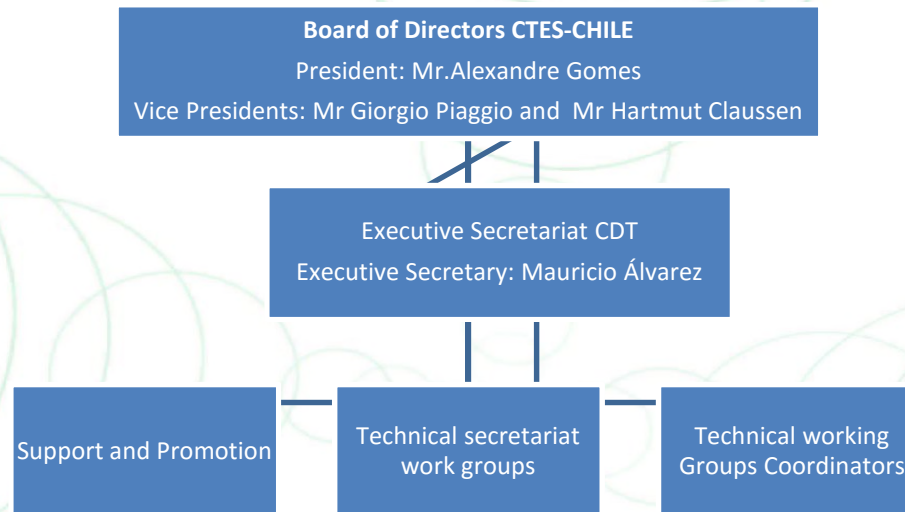 Board of Directors CTES-CHILE
President: Mr.Alexandre Gomes
Vice Presidents: Mr Giorgio Piaggio and Mr Hartmut Claussen
Executive Secretariat CDT
Executive Secretary: Mauricio Álvarez
Support and Promotion
Technical secretariat
work groups
Technical working
Groups Coordinators